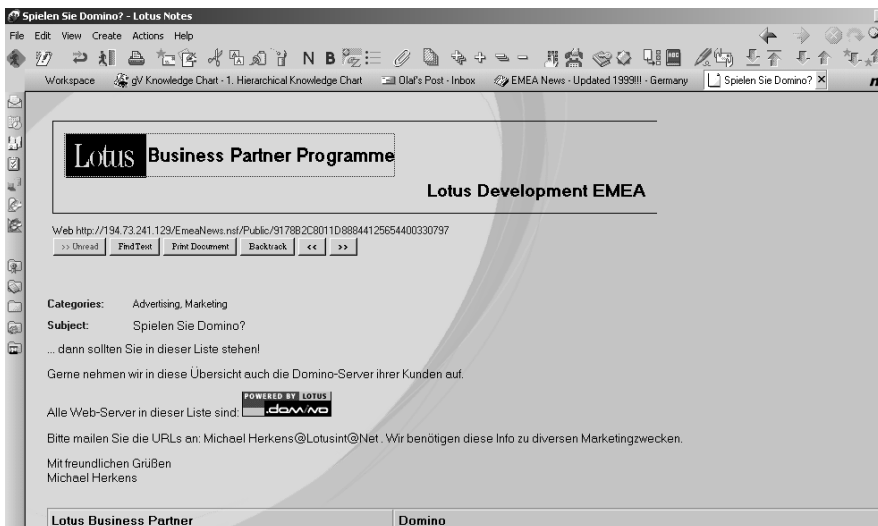 Spielen Sie Domino? - Lotus Notes
File Edit View Create Actions Help
N B
Workspace gV Knowledge Chart - 1. Hierarchical Knowledge Chart Olaf's Post - Inbox EMEA News - Updated 1999!!! - Germany Spielen Sie Domino?
Lotus Business Partner Programme
Lotus Development EMEA
Web http://194.73.241.129/EmeaNews.nsf/Public/9178B2C8011D88844125654400330797
>> Unread Find Text Print Document Backtrack << >>
Categories: Advertising, Marketing
Subject: Spielen Sie Domino?
... dann sollten Sie in dieser Liste stehen!
Gerne nehmen wir in diese Übersicht auch die Domino-Server ihrer Kunden auf.
POWERED BY LOTUS
Alle Web-Server in dieser Liste sind: .domino
Bitte mailen Sie die URLs an: Michael Herkens@Lotusint@Net . Wir benötigen diese Info zu diversen Marketingzwecken.
Mit freundlichen Grüßen
Michael Herkens
Lotus Business Partner Domino